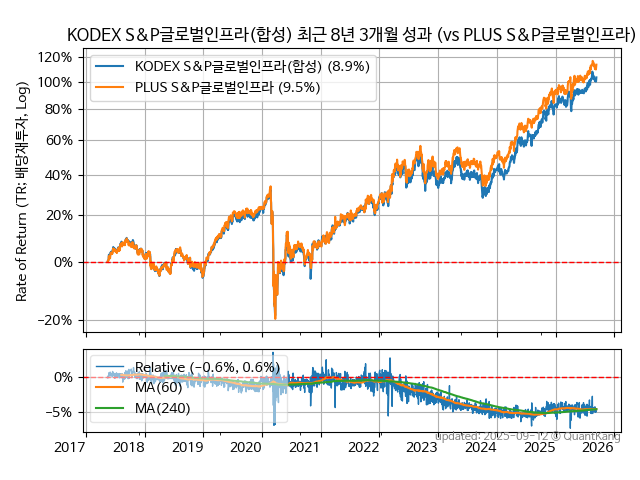 KODEX S&P글로벌인프라(합성) 최근 8년 3개월 성과 (vs PLUS S&P글로벌인프라)
Rate of Return (TR: 배당재투자, Log)
120%
100%
80%
60%
40%
20%
0%
−20%
KODEX S&P글로벌인프라(합성) (8.9%)
PLUS S&P글로벌인프라 (9.5%)
0%
−5%
Relative (−0.6%, 0.6%)
MA(60)
MA(240)
updated: 2025-09-12 © QuantKang
2017 2018 2019 2020 2021 2022 2023 2024 2025 2026